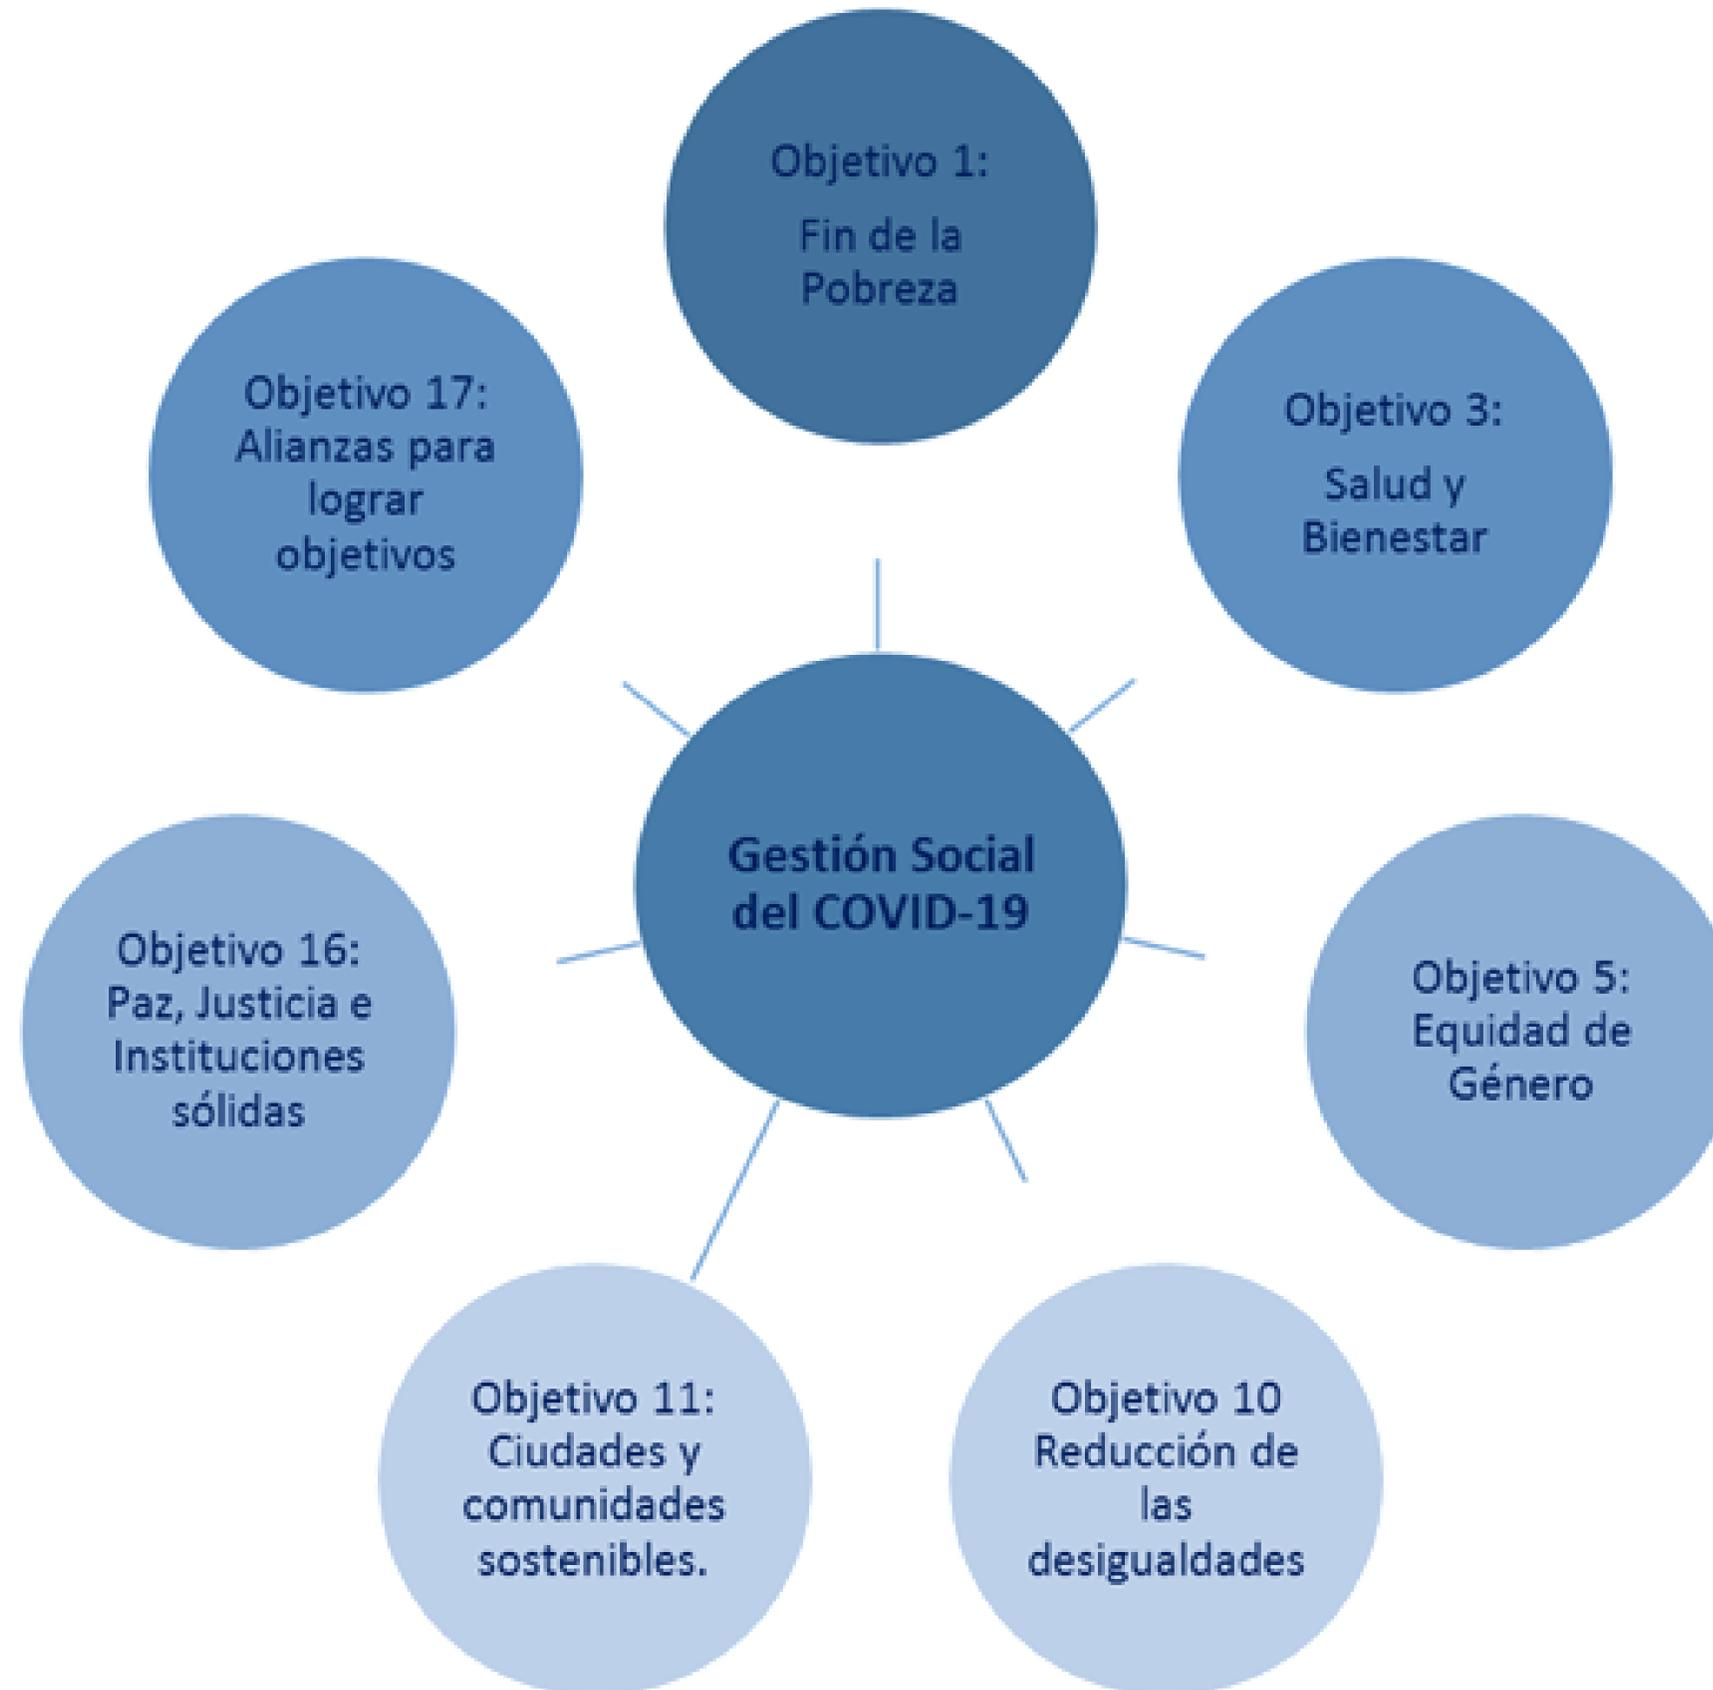 Objetivo 1:
Fin de la
Pobreza
Objetivo 3:
Salud y
Bienestar
Objetivo 5:
Equidad de
Género
Objetivo 10
Reducción de
las
desigualdades
Objetivo 11:
Ciudades y
comunidades
sostenibles.
Objetivo 16:
Paz, Justicia e
Instituciones
sólidas
Objetivo 17:
Alianzas para
lograr
objetivos
Gestión Social
del COVID-19